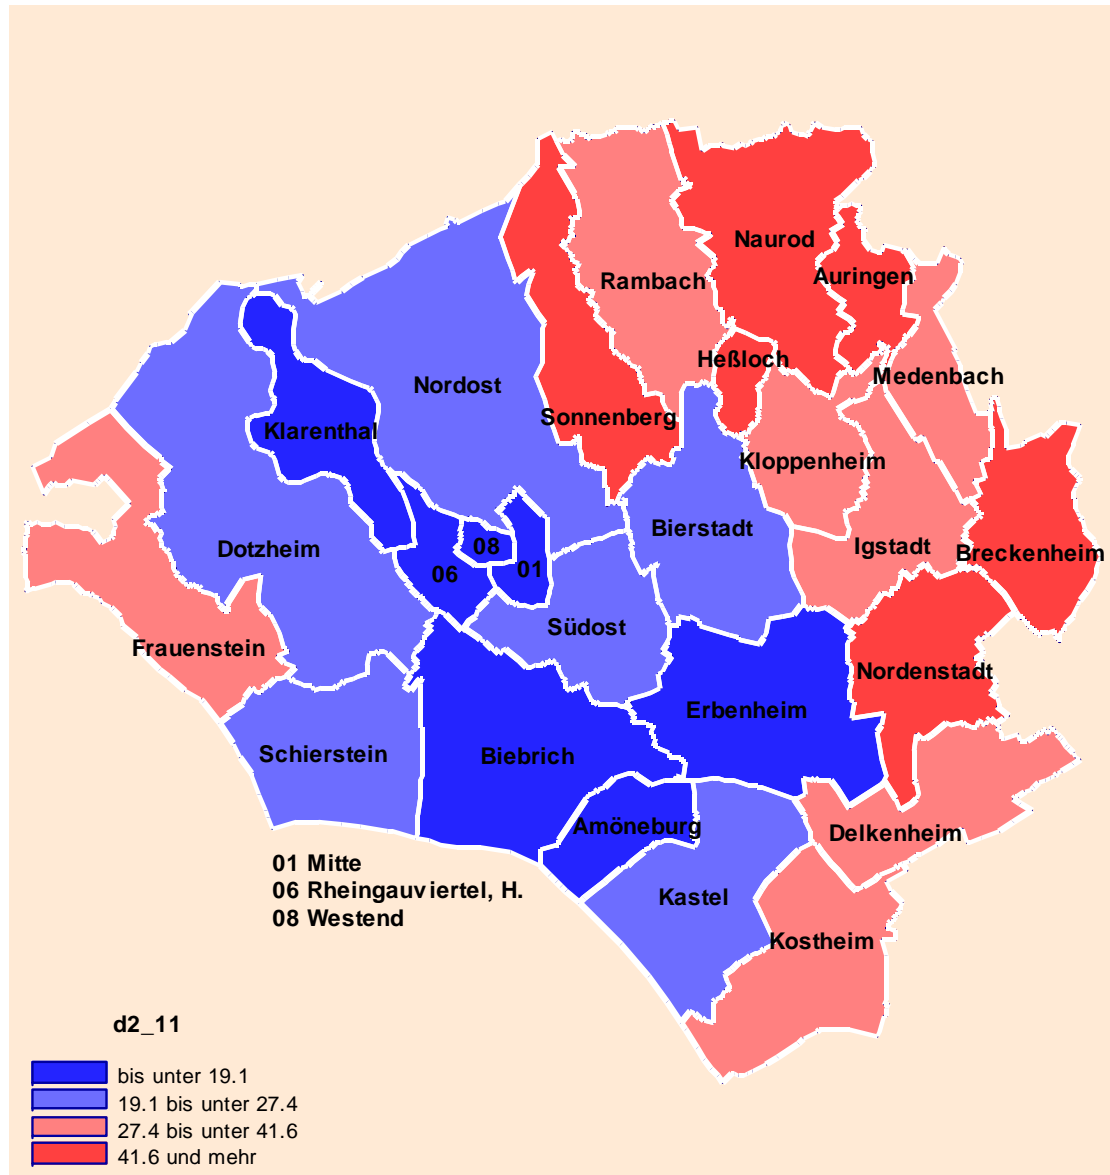 Naurod
Auringen
Rambach
Heßloch
Medenbach
Nordost
Sonnenberg
Klarenthal
Kloppenheim
Bierstadt
Dotzheim
08
Igstadt
Breckenheim
06
01
Südost
Frauenstein
Nordenstadt
Erbenheim
Schierstein
Biebrich
Amöneburg
Delkenheim
01 Mitte
06 Rheingauviertel, H.
08 Westend
Kastel
Kostheim
d2_11
bis unter 19.1
19.1 bis unter 27.4
27.4 bis unter 41.6
41.6 und mehr